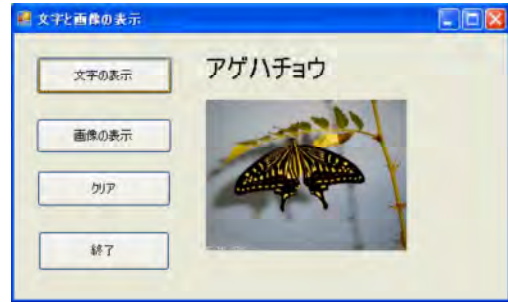 文字と画像の表示
文字の表示
アゲハチョウ
画像の表示
クリア
終了